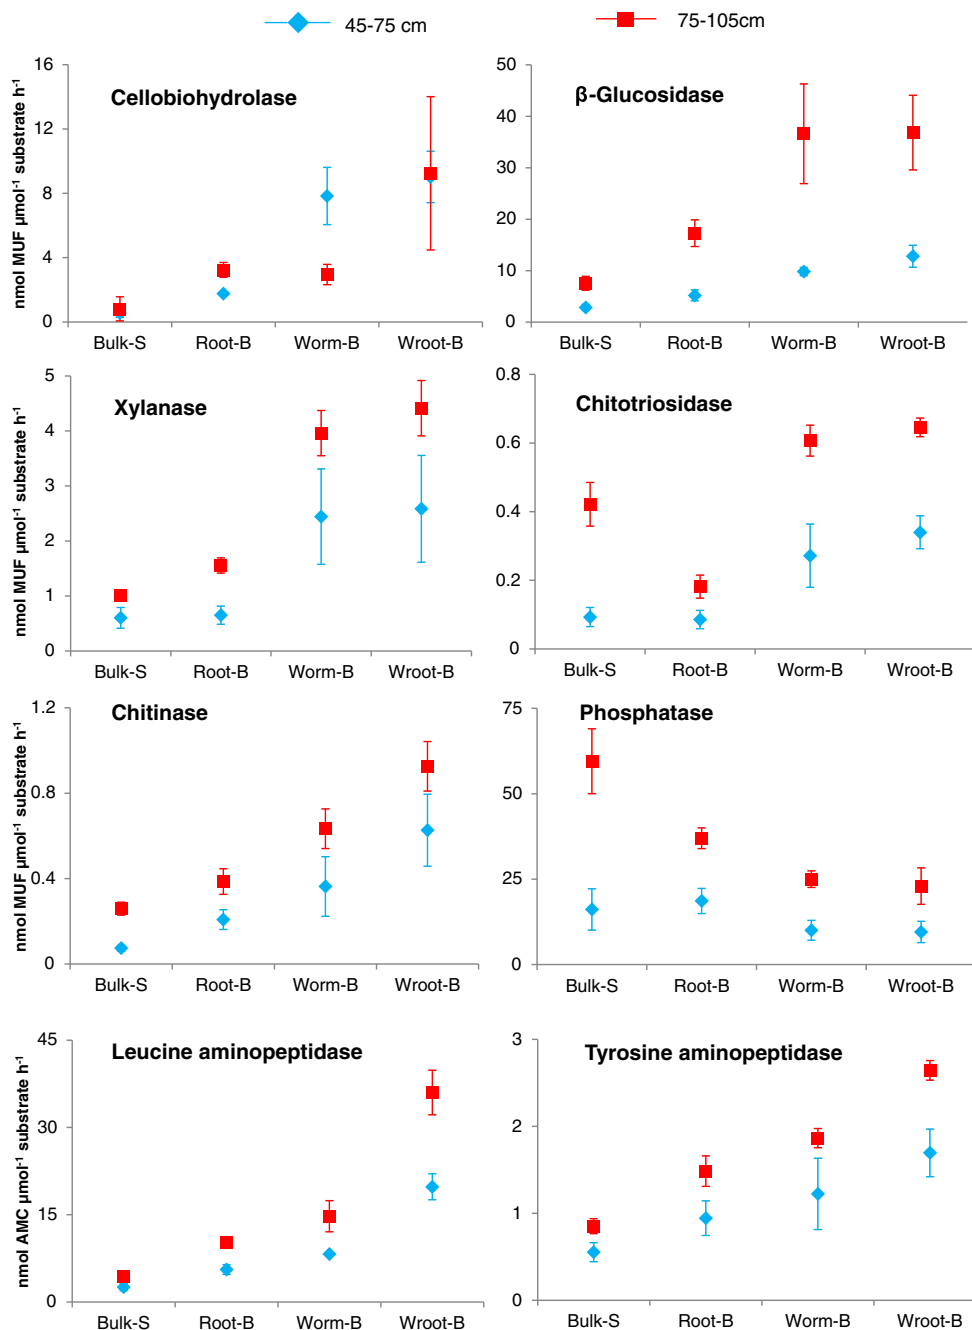 45-75 cm
75-105cm
nmol MUF µmol⁻¹ substrate h⁻¹
16
12
8
4
0
Cellobiohydrolase
Bulk-S Root-B Worm-B Wroot-B
50
40
30
20
10
0
β-Glucosidase
Bulk-S Root-B Worm-B Wroot-B
nmol MUF µmol⁻¹ substrate h⁻¹
5
4
3
2
1
0
Xylanase
Bulk-S Root-B Worm-B Wroot-B
0.8
0.6
0.4
0.2
0
Chitotriosidase
Bulk-S Root-B Worm-B Wroot-B
nmol MUF µmol⁻¹ substrate h⁻¹
1.2
0.8
0.4
0
Chitinase
Bulk-S Root-B Worm-B Wroot-B
75
50
25
0
Phosphatase
Bulk-S Root-B Worm-B Wroot-B
nmol AMC µmol⁻¹ substrate h⁻¹
45
30
15
0
Leucine aminopeptidase
Bulk-S Root-B Worm-B Wroot-B
3
2
1
0
Tyrosine aminopeptidase
Bulk-S Root-B Worm-B Wroot-B